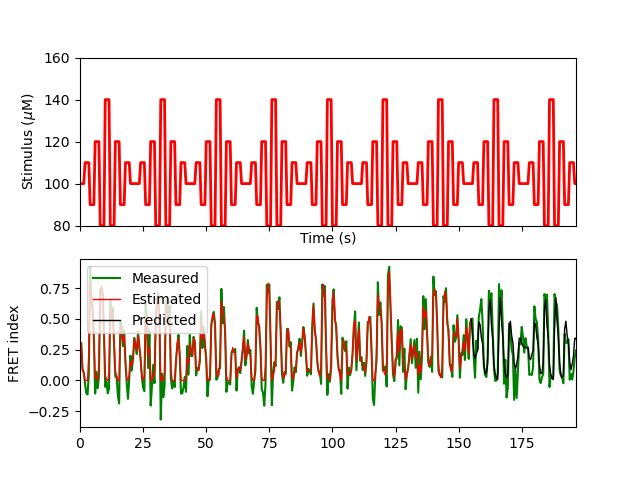 160
140
120
100
80
Stimulus (μM)
Time (s)
0.75
0.50
0.25
0.00
−0.25
FRET index
Measured
Estimated
Predicted
0 25 50 75 100 125 150 175